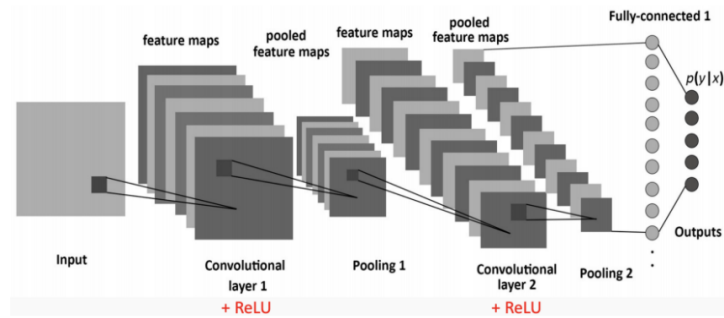 feature maps
pooled
feature maps
feature maps
pooled
feature maps
Fully-connected 1
p(y|x)
Input
Convolutional
layer 1
Pooling 1
Convolutional
layer 2
Pooling 2
Outputs
+ ReLU
+ ReLU